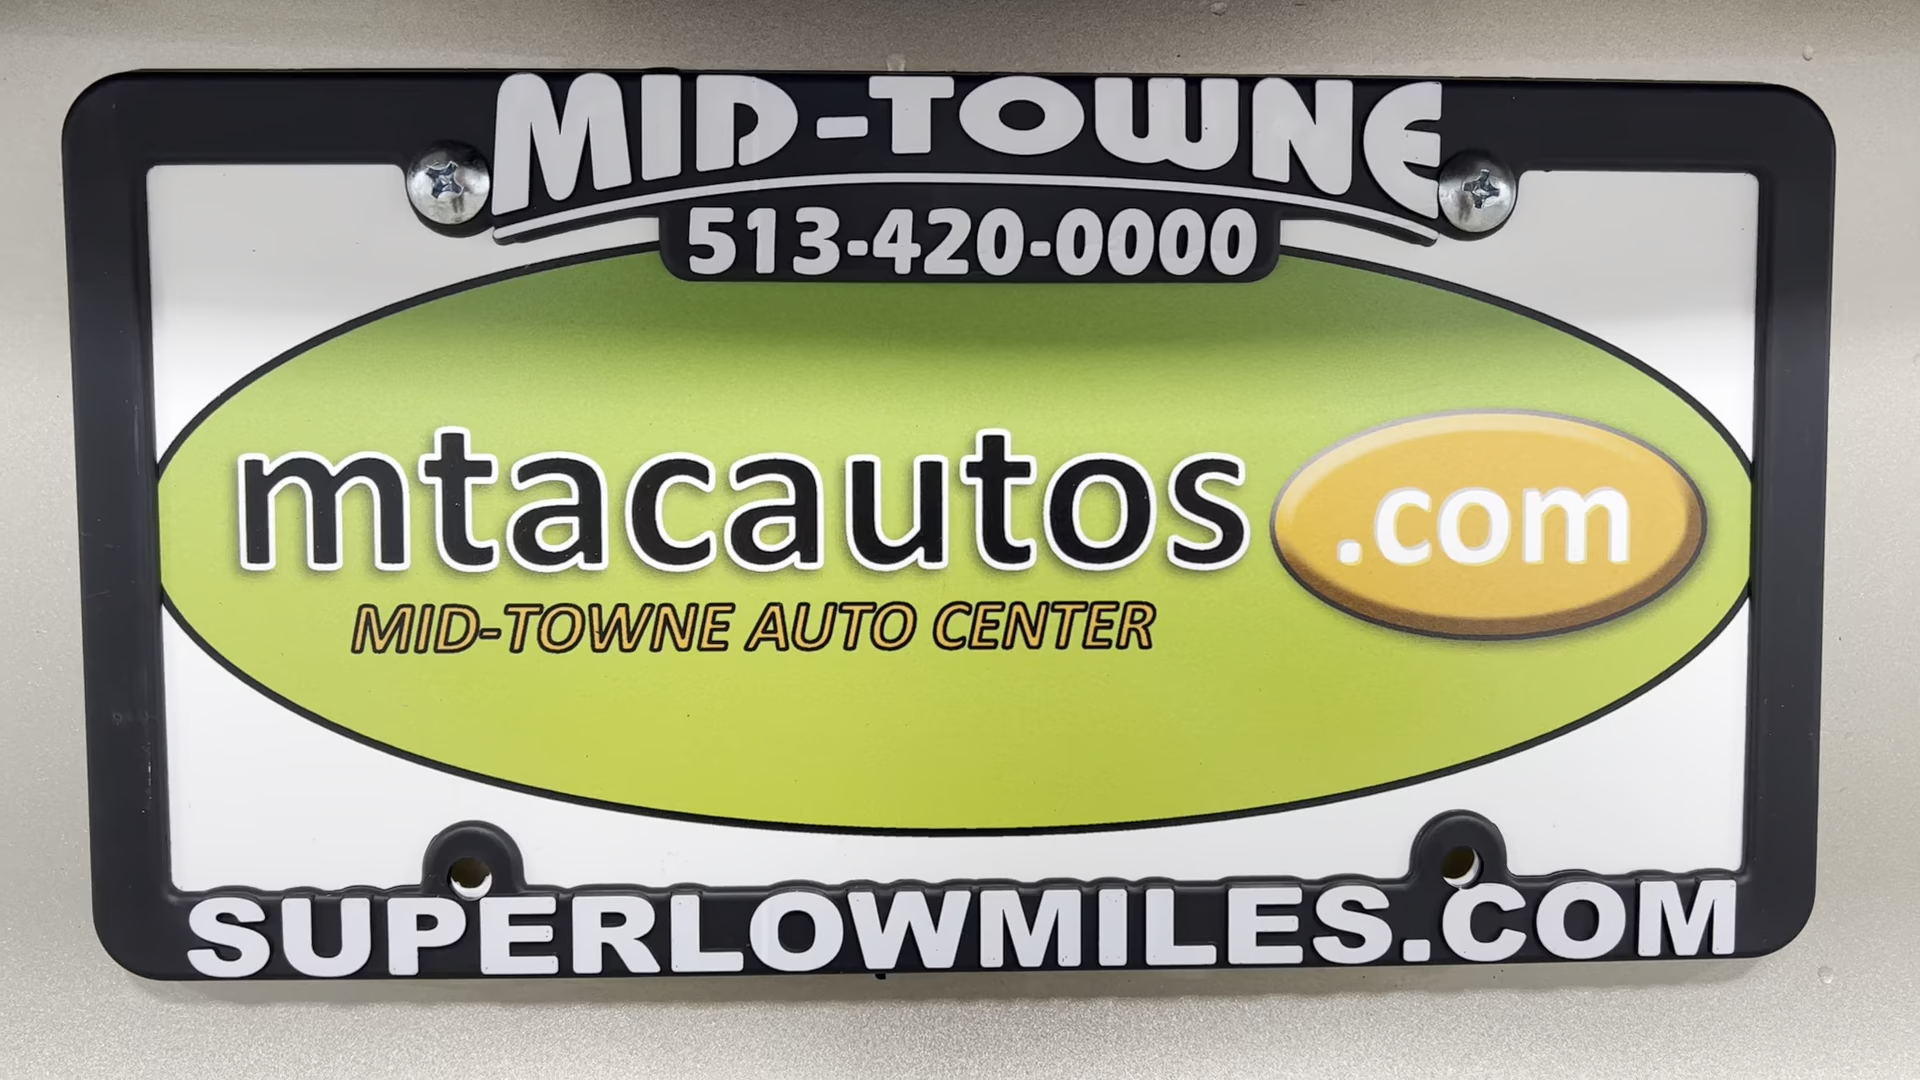 MID-TOWNE
513-420-0000
mtacautos.com
MID-TOWNE AUTO CENTER
SUPERLOWMILES.COM